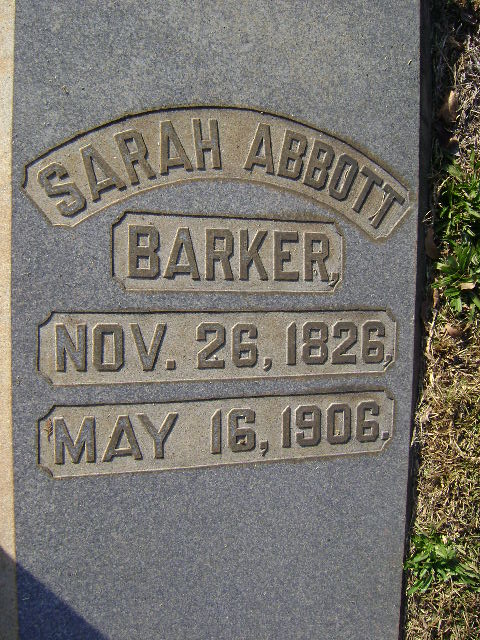 SARAH ABBOTT
BARKER,
NOV. 26, 1826,
MAY 16, 1906.